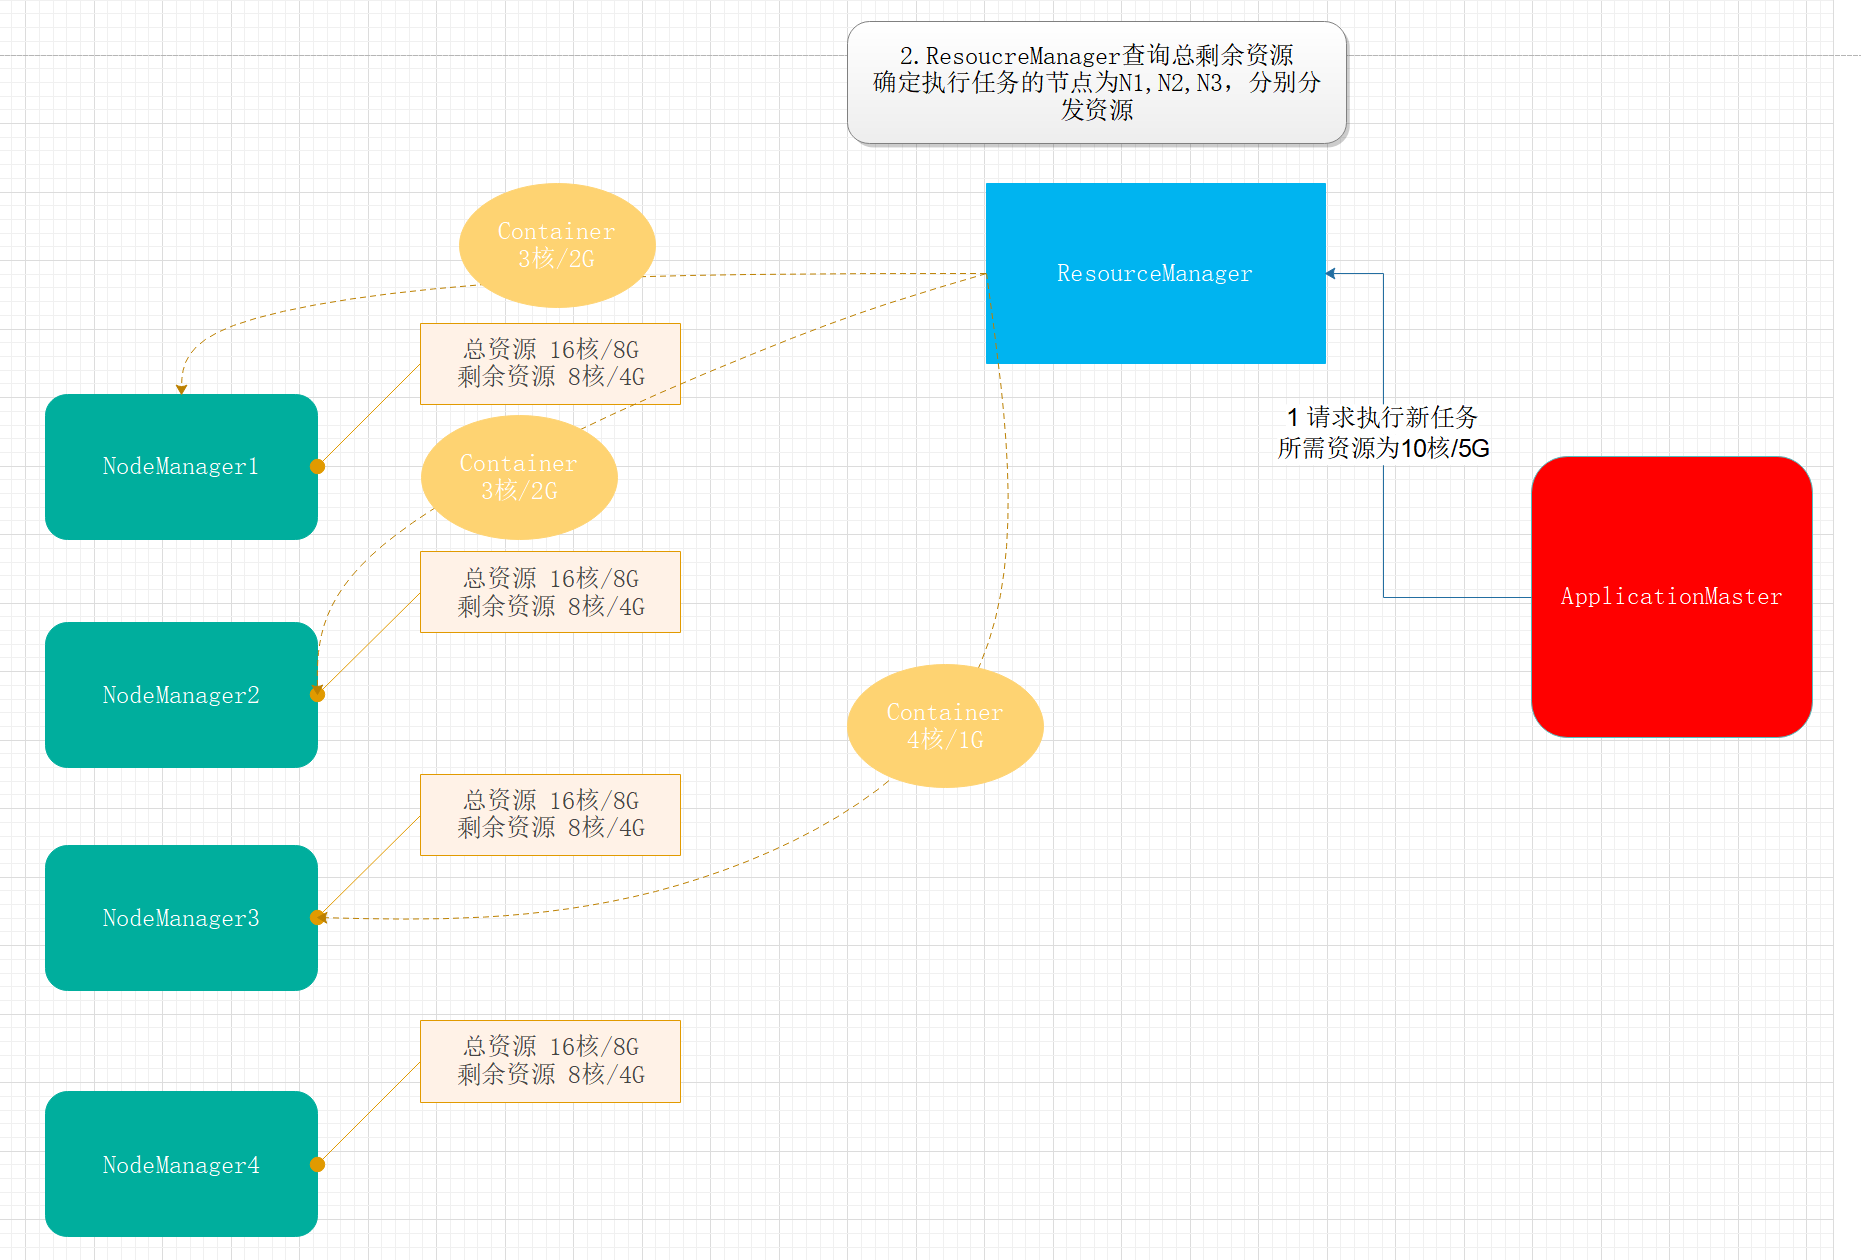 2.ResoucreManager查询总剩余资源
确定执行任务的节点为N1,N2,N3，分别分
发资源
Container
3核/2G
ResourceManager
总资源 16核/8G
剩余资源 8核/4G
1 请求执行新任务
所需资源为10核/5G
NodeManager1
Container
3核/2G
总资源 16核/8G
剩余资源 8核/4G
ApplicationMaster
NodeManager2
Container
4核/1G
总资源 16核/8G
剩余资源 8核/4G
NodeManager3
总资源 16核/8G
剩余资源 8核/4G
NodeManager4